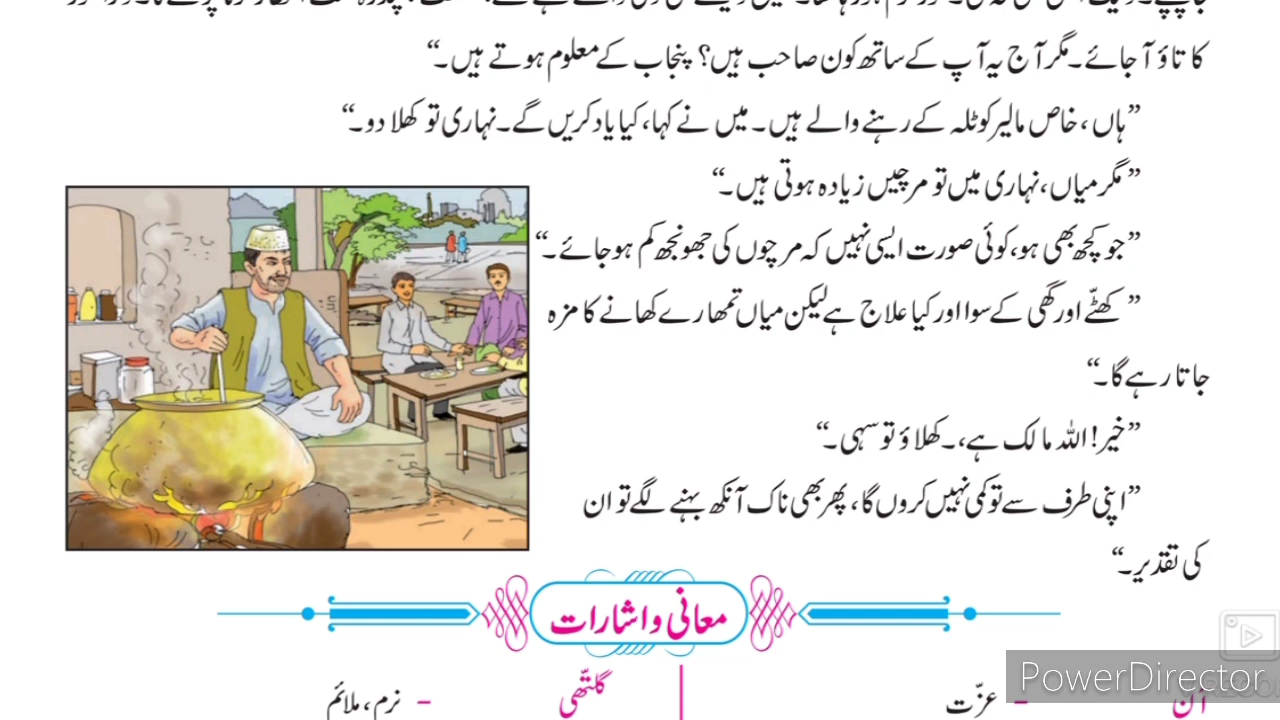 کا تاؤ آ جائے۔ مگر آج یہ آپ کے ساتھ کون صاحب ہیں؟ پنجاب کے معلوم ہوتے ہیں۔“
”ہاں، خاص مالیر کوٹلہ کے رہنے والے ہیں۔ میں نے کہا، کیا یاد کریں گے۔ نہاری تو کھلا دو۔“
”مگر میاں، نہاری میں تو مرچیں زیادہ ہوتی ہیں۔“
”جو کچھ بھی ہو، کوئی صورت ایسی نہیں کہ مرچوں کی جھونجھ کم ہو جائے۔“
”کھٹّے اور گھی کے سوا اور کیا علاج ہے لیکن میاں تمھارے کھانے کا مزہ
جاتا رہے گا۔“
”خیر! اللہ مالک ہے،۔ کھلاؤ تو سہی۔“
”اپنی طرف سے تو کمی نہیں کروں گا، پھر بھی ناک آنکھ بہنے لگے تو ان
کی تقدیر۔“
معانی و اشارات
- عزّت
گلتّھی - نرم، ملائم
PowerDirector